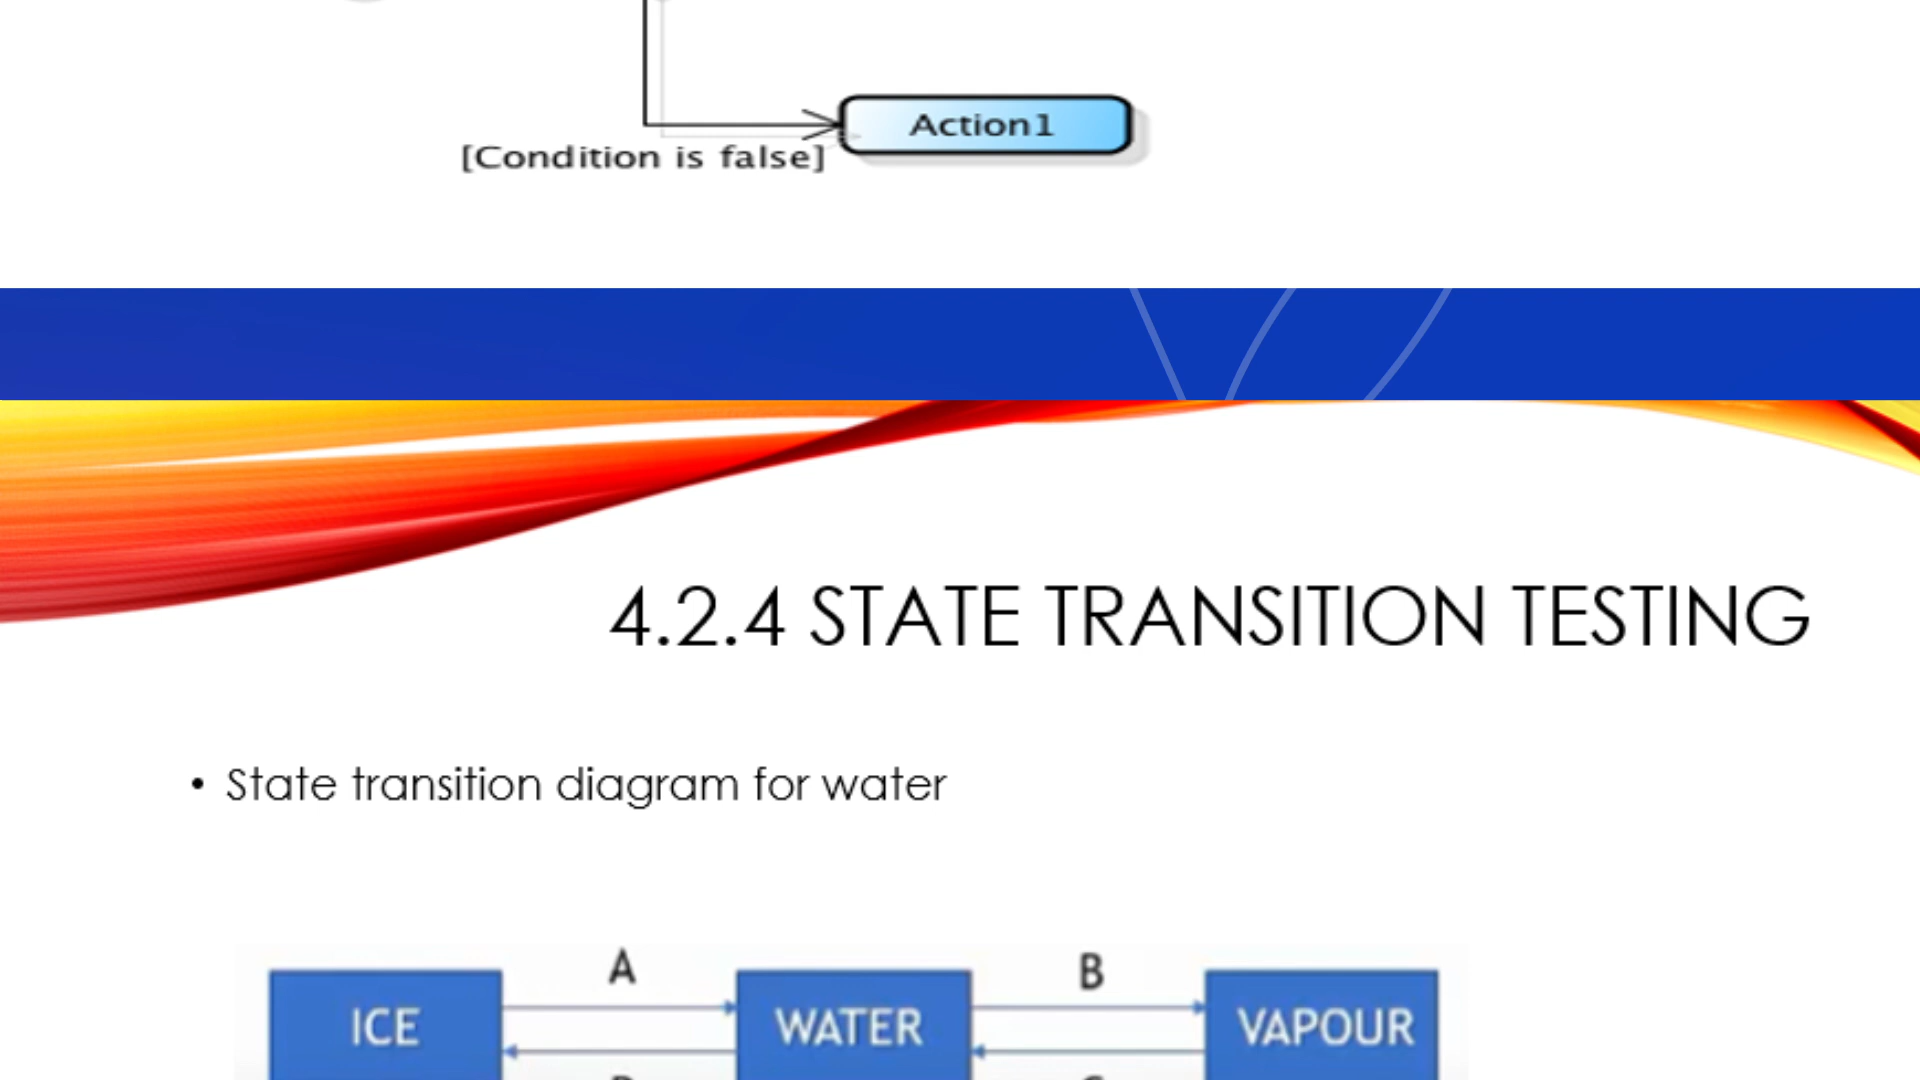 Action1
[Condition is false]
4.2.4 STATE TRANSITION TESTING
• State transition diagram for water
A B
ICE WATER VAPOUR